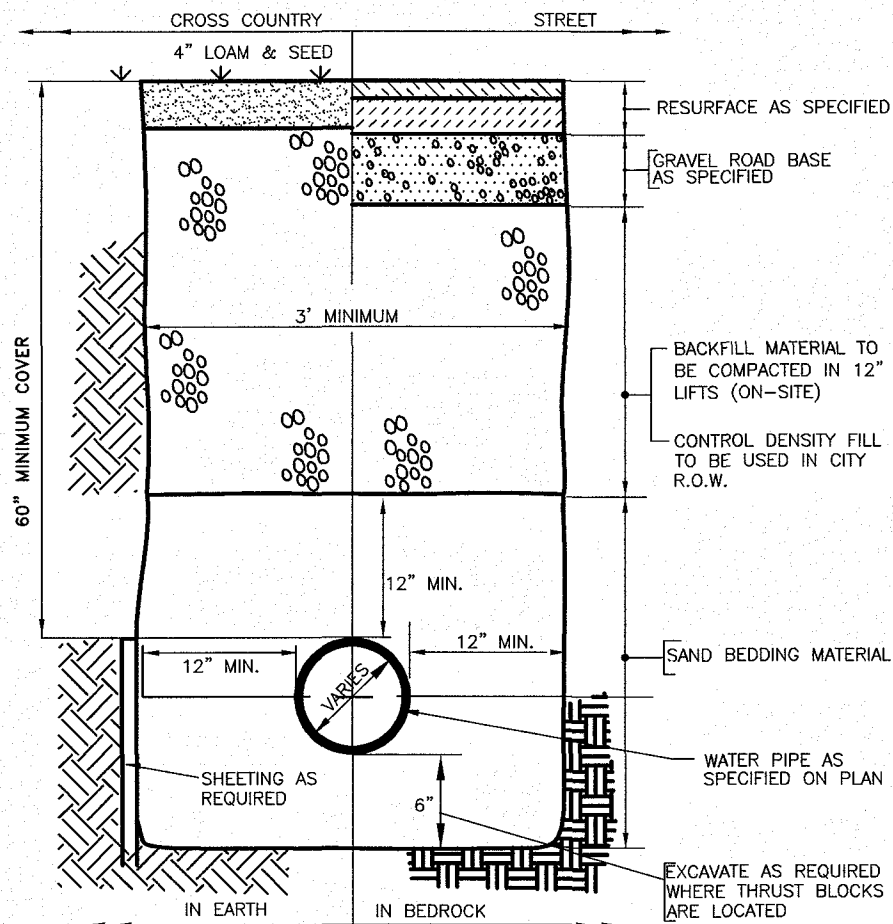 CROSS COUNTRY
STREET
4" LOAM & SEED
RESURFACE AS SPECIFIED
GRAVEL ROAD BASE
AS SPECIFIED
3' MINIMUM
60" MINIMUM COVER
BACKFILL MATERIAL TO
BE COMPACTED IN 12"
LIFTS (ON-SITE)
CONTROL DENSITY FILL
TO BE USED IN CITY
R.O.W.
12" MIN.
12" MIN.
12" MIN.
VARIES
SAND BEDDING MATERIAL
SHEETING AS
REQUIRED
6"
WATER PIPE AS
SPECIFIED ON PLAN
EXCAVATE AS REQUIRED
WHERE THRUST BLOCKS
ARE LOCATED
IN EARTH
IN BEDROCK